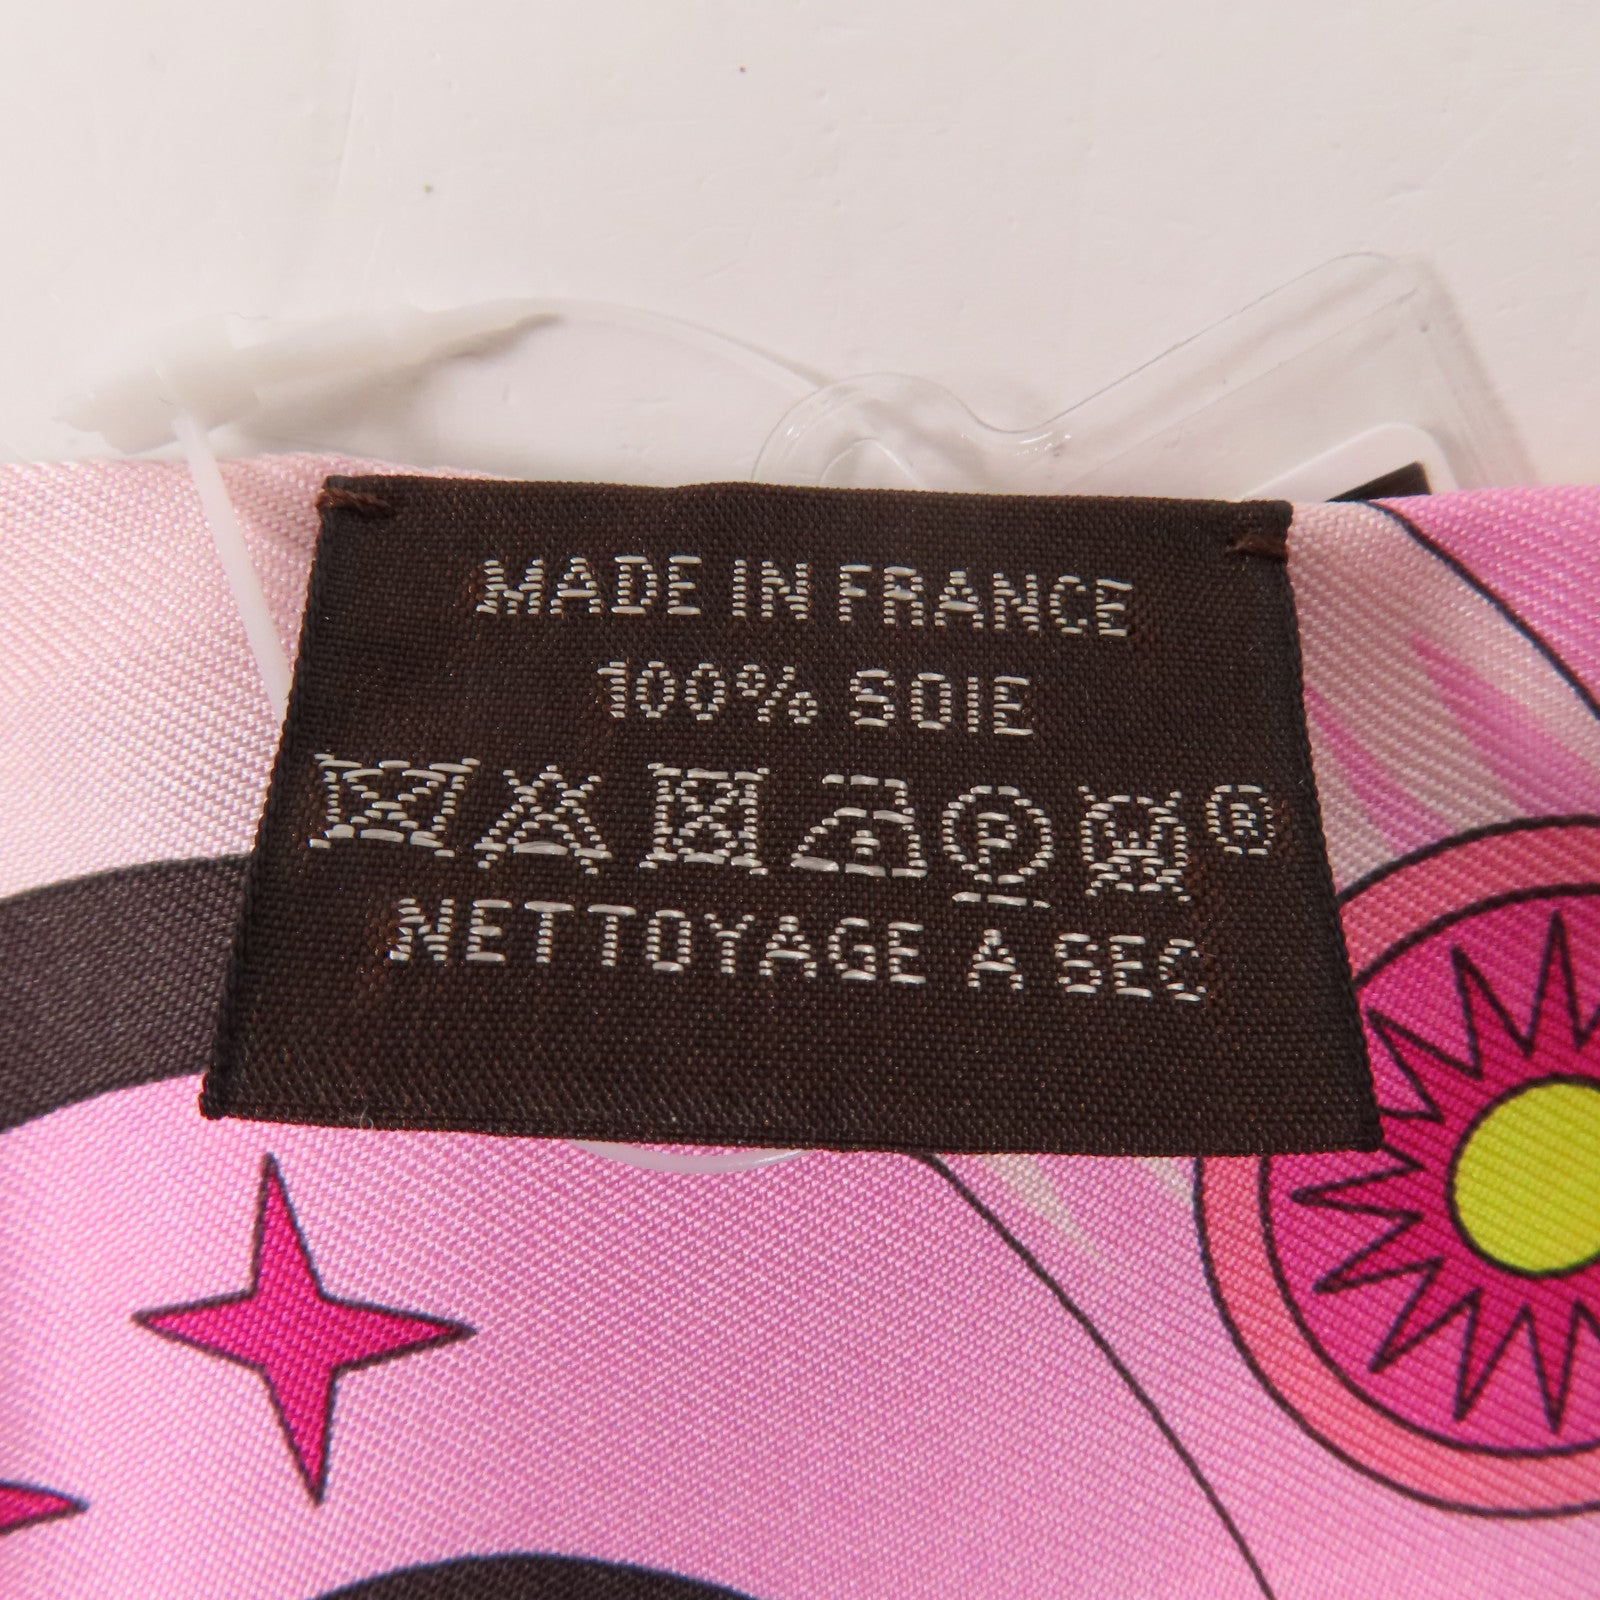 MADE IN FRANCE
100% SOIE
P W ®
NETTOYAGE A SEC